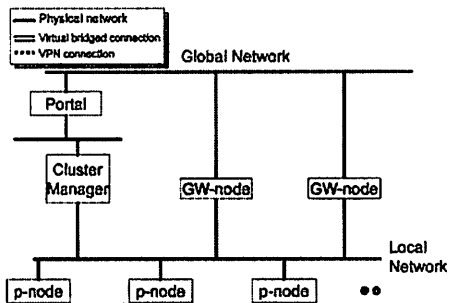 Physical network
Virtual bridged connection
VPN connection
Global Network
Portal
Cluster
Manager
GW-node
GW-node
Local
Network
p-node
p-node
p-node